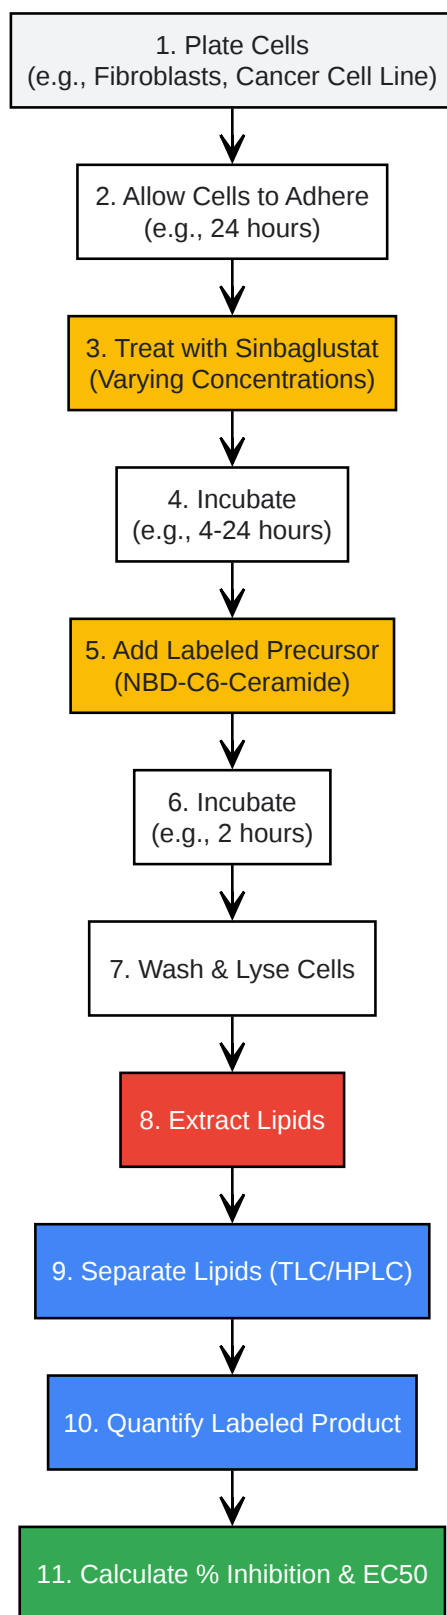 1. Plate Cells
(e.g., Fibroblasts, Cancer Cell Line)
2. Allow Cells to Adhere
(e.g., 24 hours)
3. Treat with Sinbaglustat
(Varying Concentrations)
4. Incubate
(e.g., 4-24 hours)
5. Add Labeled Precursor
(NBD-C6-Ceramide)
6. Incubate
(e.g., 2 hours)
7. Wash & Lyse Cells
8. Extract Lipids
9. Separate Lipids (TLC/HPLC)
10. Quantify Labeled Product
11. Calculate % Inhibition & EC50